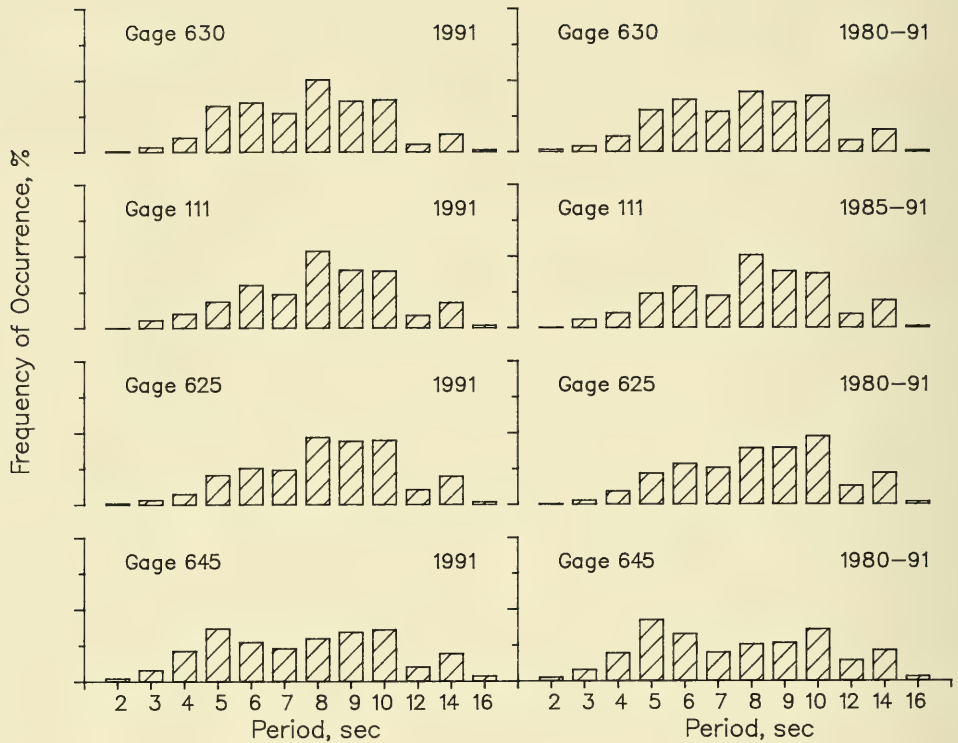 Gage 630 1991
Gage 630 1980–91
Gage 111 1991
Gage 111 1985–91
Gage 625 1991
Gage 625 1980–91
Gage 645 1991
Gage 645 1980–91
Frequency of Occurrence, %
2 3 4 5 6 7 8 9 10 12 14 16
2 3 4 5 6 7 8 9 10 12 14 16
Period, sec
Period, sec